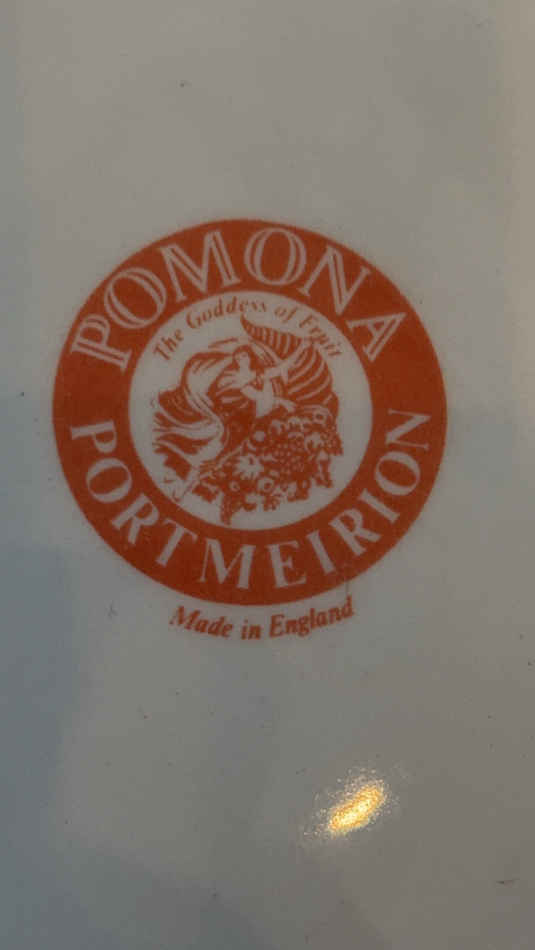 POMONA
The Goddess of Fruit
PORTMEIRION
Made in England